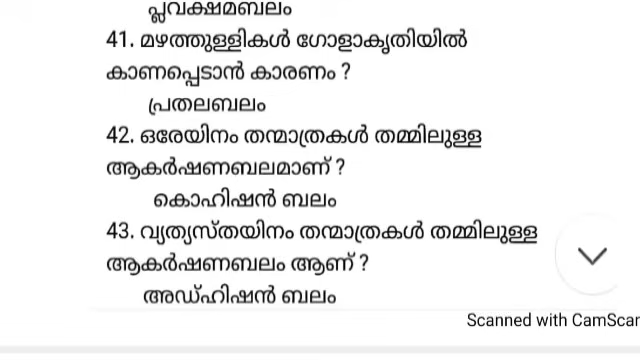 പ്ലവക്ഷമബലം
41. മഴത്തുള്ളികൾ ഗോളാകൃതിയിൽ
കാണപ്പെടാൻ കാരണം ?
പ്രതലബലം
42. ഒരേയിനം തന്മാത്രകൾ തമ്മിലുള്ള
ആകർഷണബലമാണ് ?
കൊഹിഷൻ ബലം
43. വ്യത്യസ്തയിനം തന്മാത്രകൾ തമ്മിലുള്ള
ആകർഷണബലം ആണ് ?
അഡ്ഹിഷൻ ബലം
Scanned with CamScar